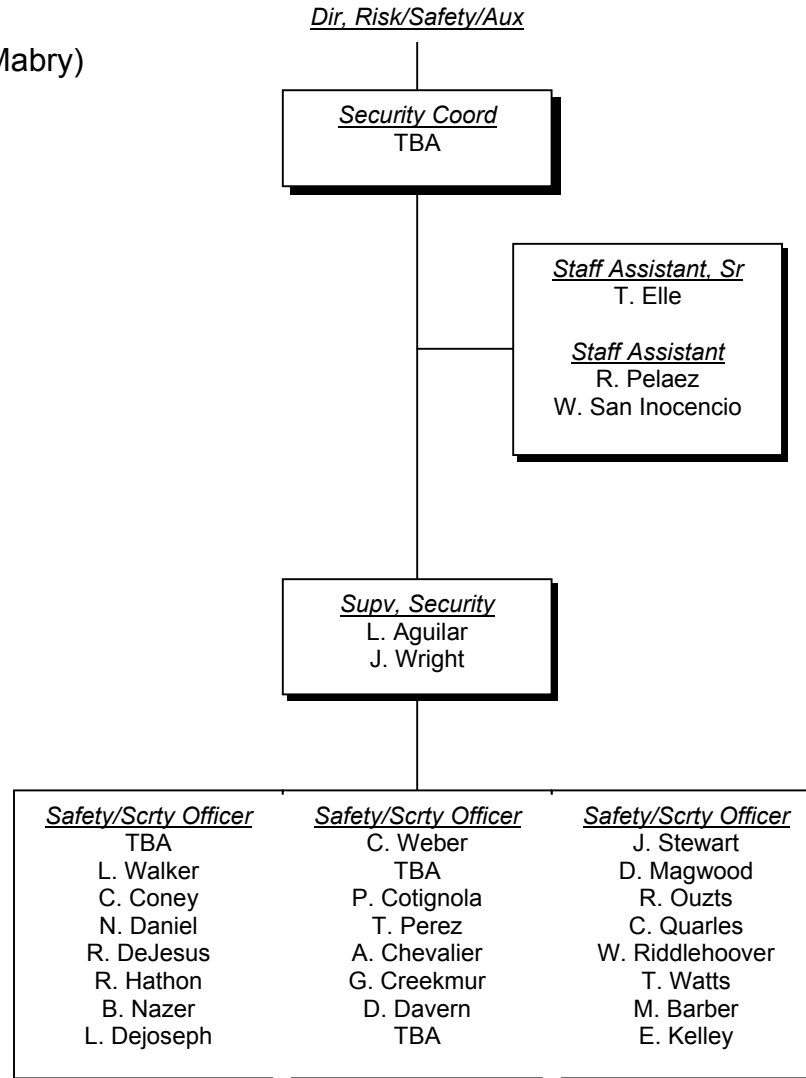 Dir, Risk/Safety/Aux
Mabry)
Security Coord
TBA
Staff Assistant, Sr
T. Elle
Staff Assistant
R. Pelaez
W. San Inocencio
Supv, Security
L. Aguilar
J. Wright
Safety/Scrty Officer
TBA
L. Walker
C. Coney
N. Daniel
R. DeJesus
R. Hathon
B. Nazer
L. Dejoseph
Safety/Scrty Officer
C. Weber
TBA
P. Cotignola
T. Perez
A. Chevalier
G. Creekmur
D. Davern
TBA
Safety/Scrty Officer
J. Stewart
D. Magwood
R. Ouzts
C. Quarles
W. Riddlehoover
T. Watts
M. Barber
E. Kelley